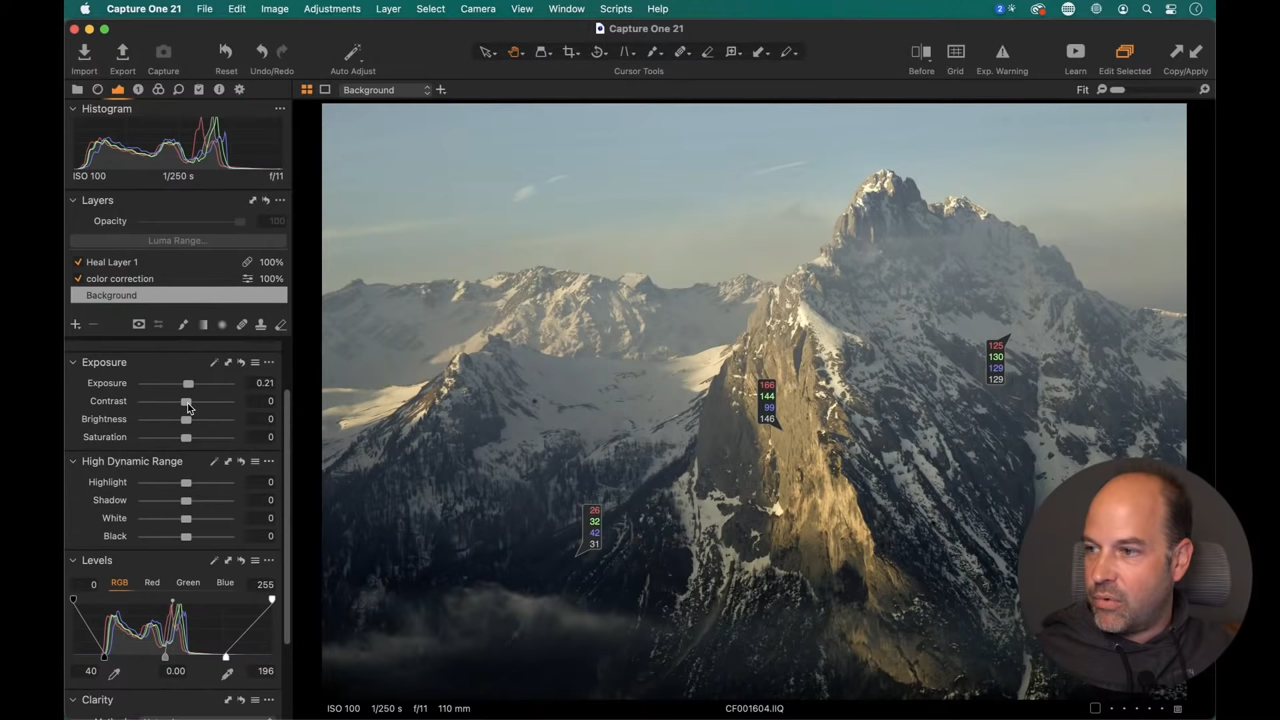 Capture One 21 File Edit Image Adjustments Layer Select Camera View Window Scripts Help 2
Capture One 21
Import Export Capture Reset Undo/Redo Auto Adjust Cursor Tools Before Grid Exp. Warning Learn Edit Selected Copy/Apply
Background Fit
Histogram
ISO 100 1/250 s f/11
Layers
Opacity 100
Luma Range...
Heal Layer 1 100%
color correction 100%
Background
Exposure
Exposure 0.21
Contrast 0
Brightness 0
Saturation 0
High Dynamic Range
Highlight 0
Shadow 0
White 0
Black 0
Levels
0 RGB Red Green Blue 255
40 0.00 196
Clarity
166
144
99
146
125
130
129
129
26
32
42
31
ISO 100 1/250 s f/11 110 mm CF001604.IIQ